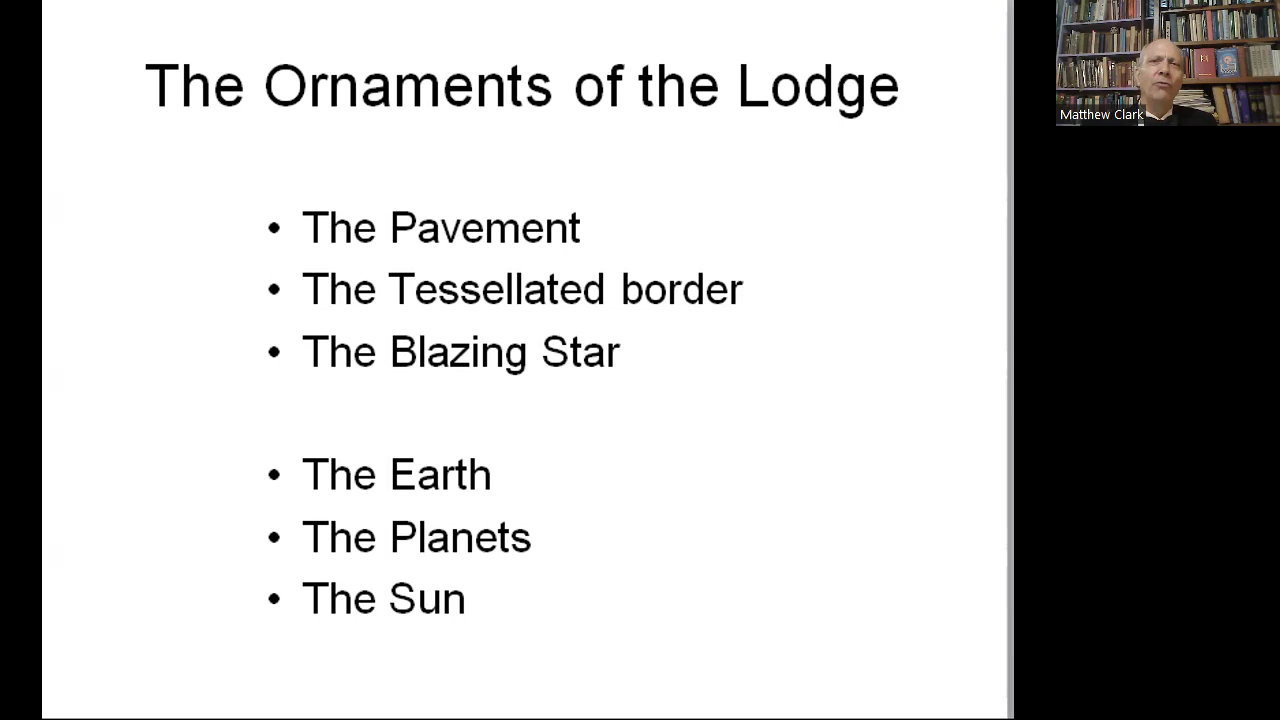 The Ornaments of the Lodge
• The Pavement
• The Tessellated border
• The Blazing Star
• The Earth
• The Planets
• The Sun
Matthew Clark